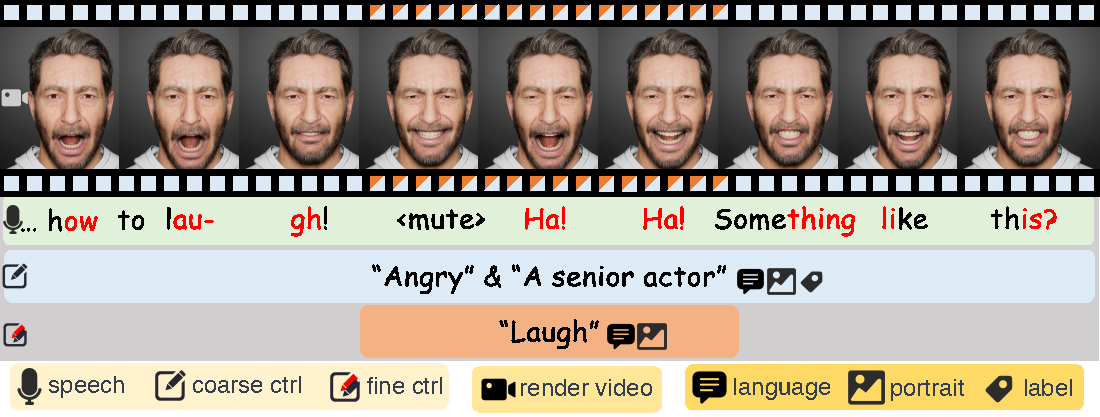 ... how to lau- gh! <mute> Ha! Ha! Something like this?
“Angry” & “A senior actor”
“Laugh”
speech coarse ctrl fine ctrl render video language portrait label